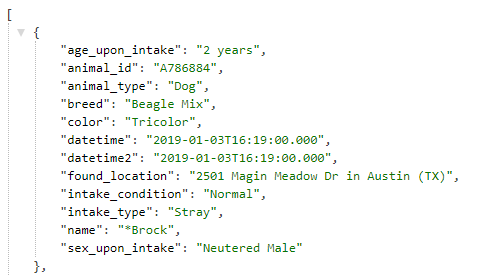 [
{
"age_upon_intake": "2 years",
"animal_id": "A786884",
"animal_type": "Dog",
"breed": "Beagle Mix",
"color": "Tricolor",
"datetime": "2019-01-03T16:19:00.000",
"datetime2": "2019-01-03T16:19:00.000",
"found_location": "2501 Magin Meadow Dr in Austin (TX)",
"intake_condition": "Normal",
"intake_type": "Stray",
"name": "*Brock",
"sex_upon_intake": "Neutered Male"
},